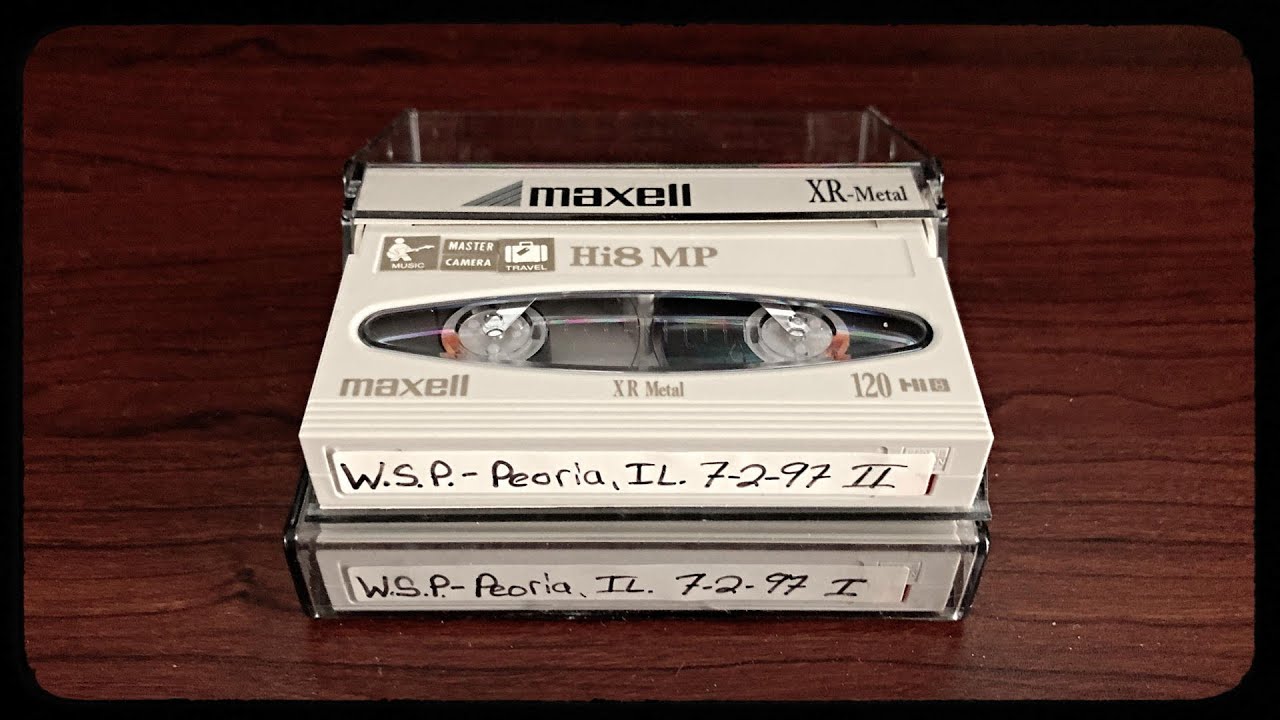 maxell XR-Metal
MUSIC MASTER CAMERA TRAVEL Hi8 MP
maxell XR Metal 120 Hi8
W.S.P.-Peoria, IL. 7-2-97 II
W.S.P.-Peoria, IL. 7-2-97 I